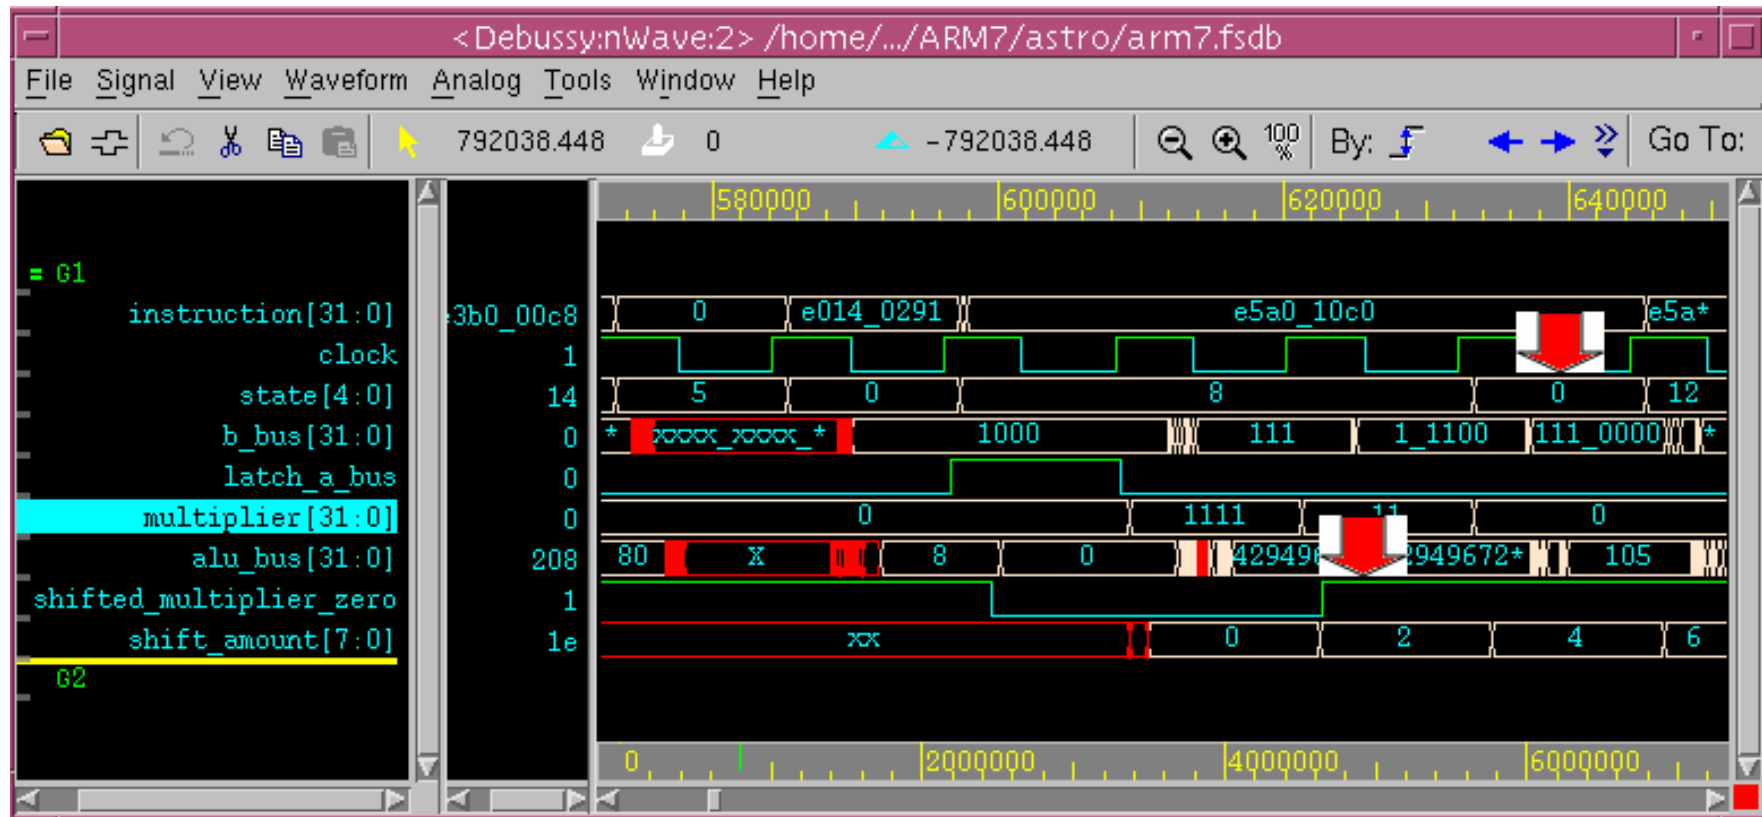 <Debussy:nWave:2> /home/.../ARM7/astro/arm7.fsdb
File Signal View Waveform Analog Tools Window Help
792038.448 0 -792038.448 100 % By: Go To:
580000 600000 620000 640000
= G1
instruction[31:0] 3b0_00c8 0 e014_0291 e5a0_10c0 e5a*
clock 1
state[4:0] 14 5 0 8 0 12
b_bus[31:0] 0 * xxxx_xxxx_* 1000 111 1_1100 111_0000 *
latch_a_bus 0
multiplier[31:0] 0 0 1111 11 0
alu_bus[31:0] 208 80 X 8 0 42949 2949672* 105
shifted_multiplier_zero 1
shift_amount[7:0] 1e xx 0 2 4 6
G2
0 2000000 4000000 6000000